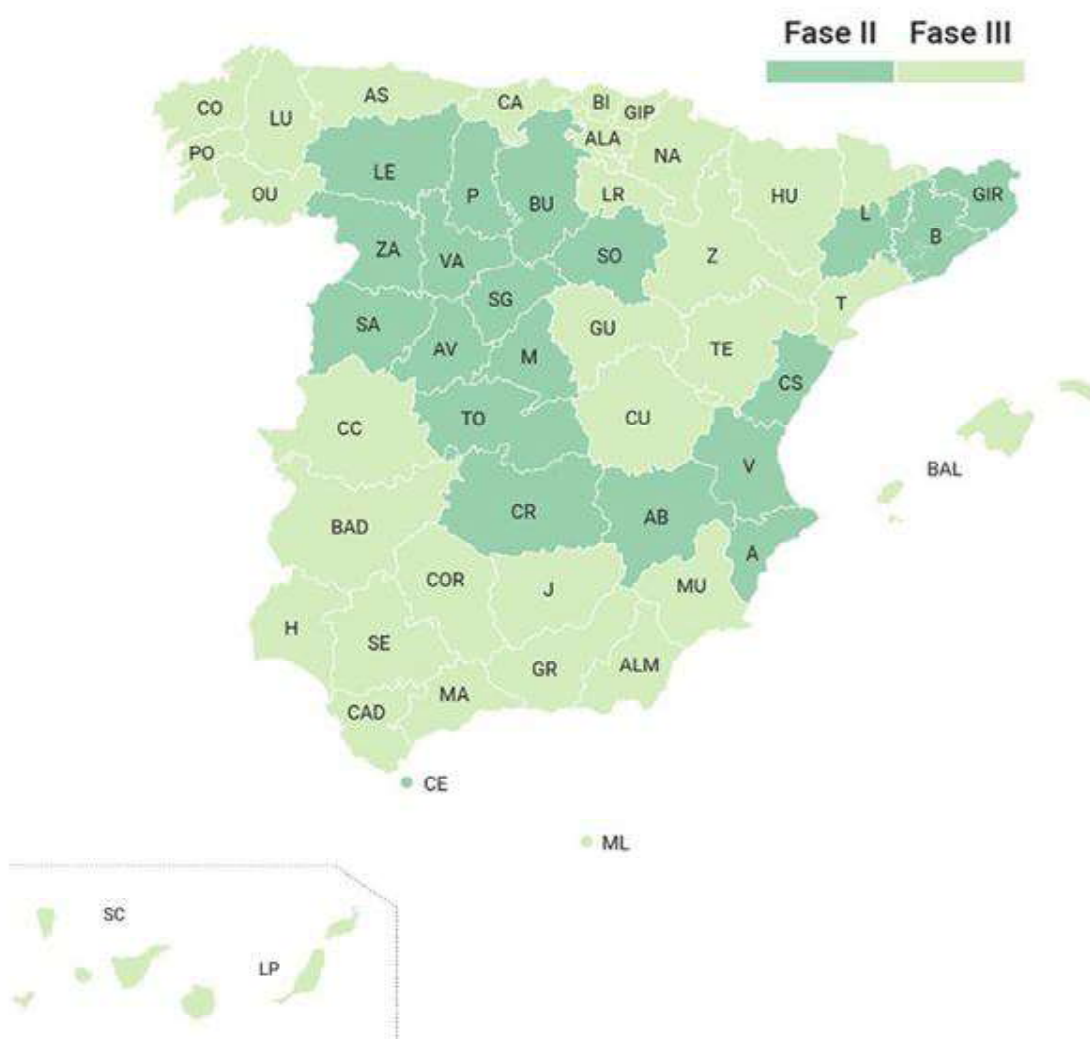 Fase II Fase III
AS CA BI
CO LU GIP
ALA
PO LE NA
OU P BU LR HU GIR
L
ZA VA SO Z B
SG
SA GU T
AV M TE
CS
CC TO CU
V BAL
BAD CR AB
A
COR J MU
H SE
GR ALM
CAD MA
CE
ML
SC
LP